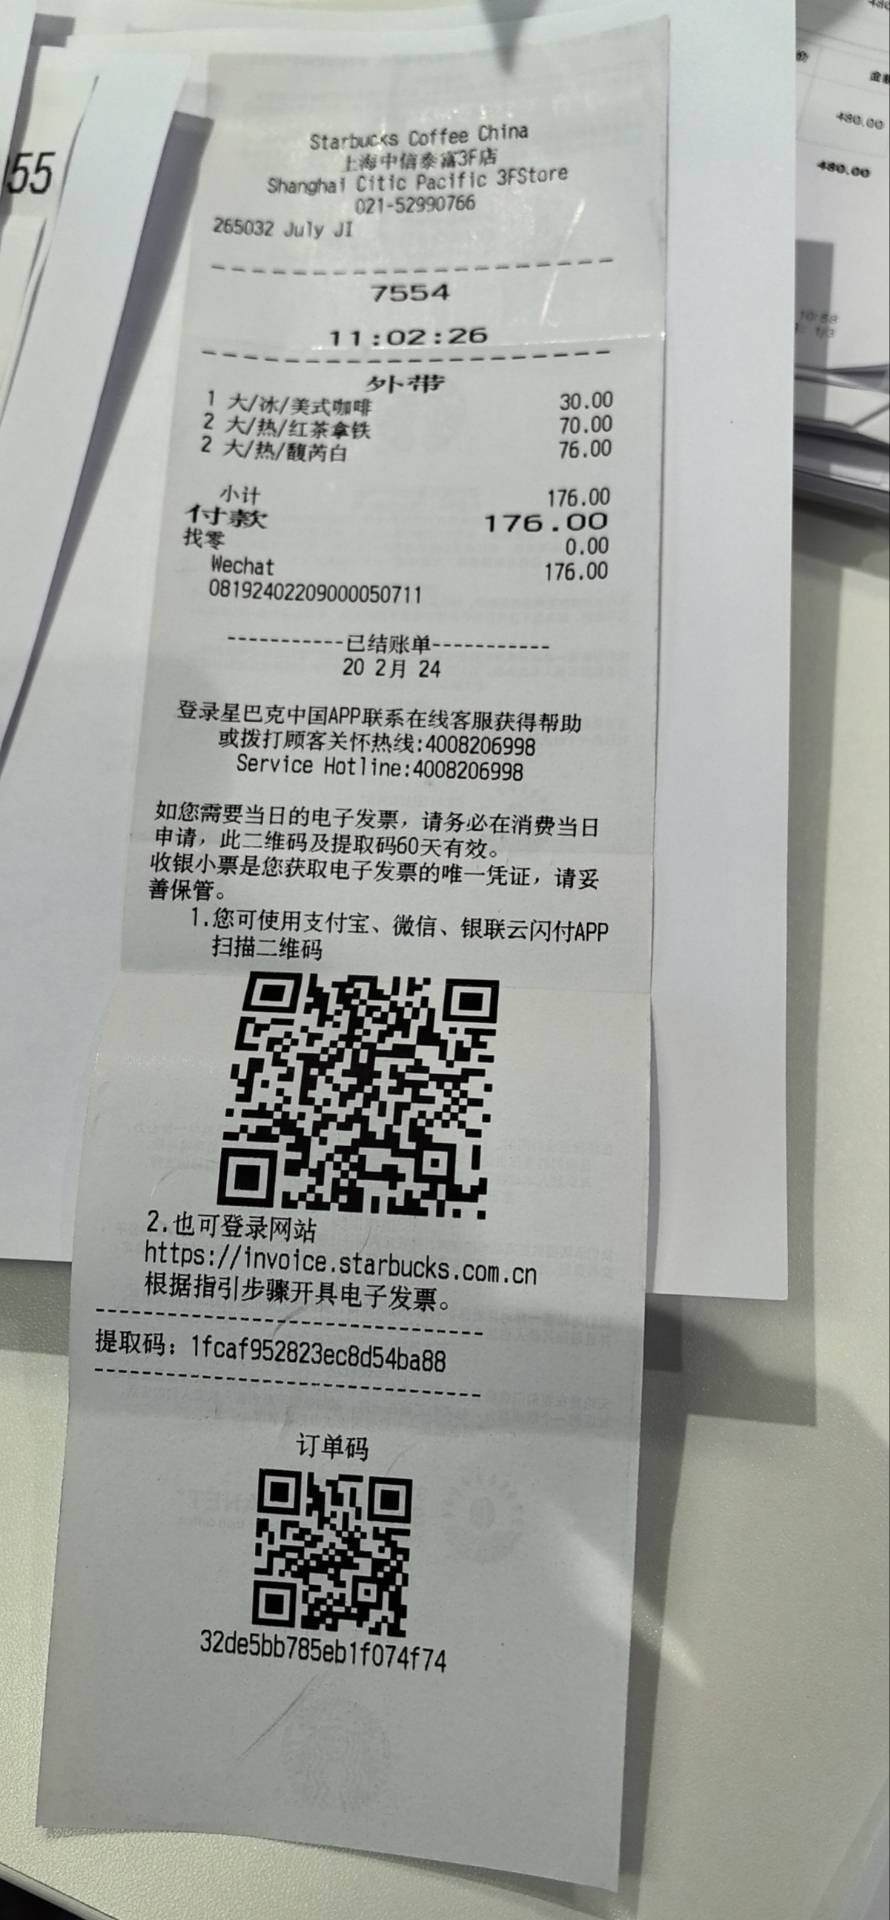 Starbucks Coffee China
上海中信泰富3F店
Shanghai Citic Pacific 3FStore
021-52990766
265032 July JI
7554
11:02:26
外带
1 大/冰/美式咖啡 30.00
2 大/热/红茶拿铁 70.00
2 大/热/馥芮白 76.00
小计 176.00
付款 176.00
找零 0.00
Wechat 176.00
08192402209000050711
-----------已结账单-----------
20 2月 24
登录星巴克中国APP联系在线客服获得帮助
或拨打顾客关怀热线:4008206998
Service Hotline:4008206998
如您需要当日的电子发票，请务必在消费当日
申请，此二维码及提取码60天有效。
收银小票是您获取电子发票的唯一凭证，请妥
善保管。
1.您可使用支付宝、微信、银联云闪付APP
扫描二维码
2.也可登录网站
https://invoice.starbucks.com.cn
根据指引步骤开具电子发票。
提取码：1fcaf952823ec8d54ba88
订单码
32de5bb785eb1f074f74
55
480.00
480.00